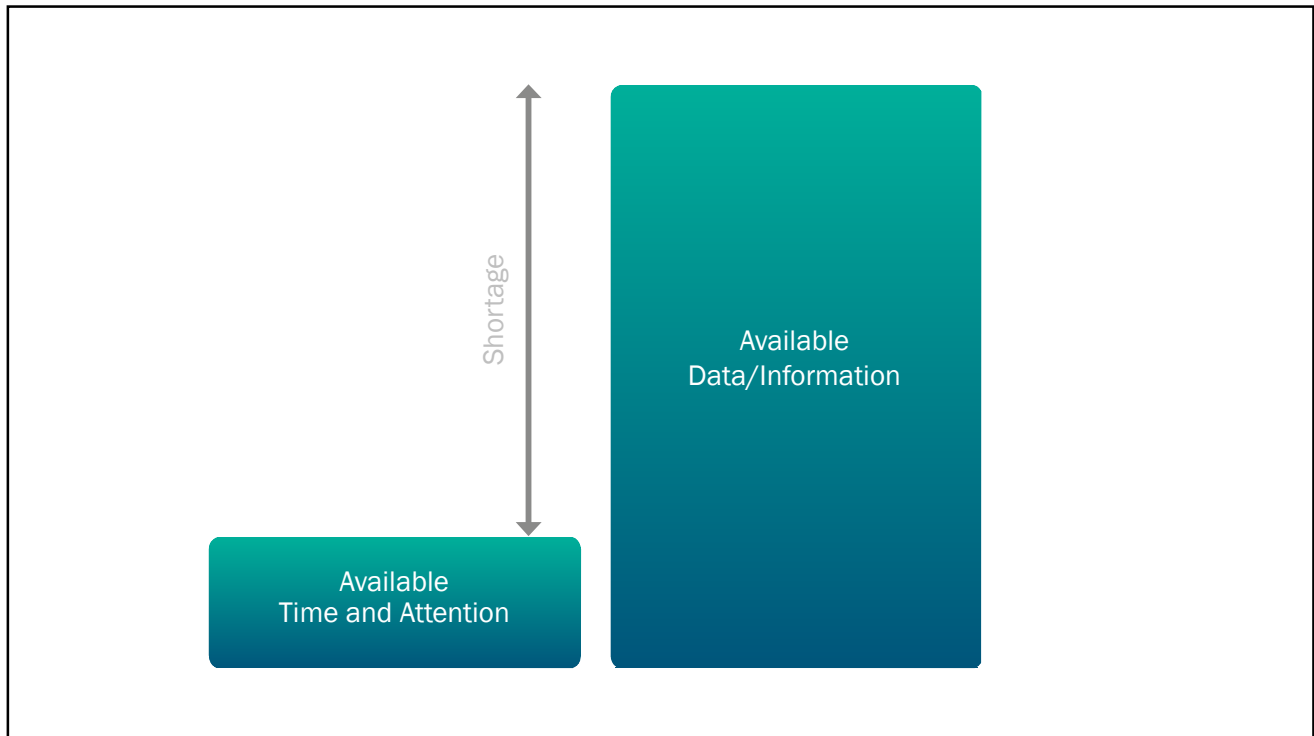 Shortage
Available
Data/Information
Available
Time and Attention